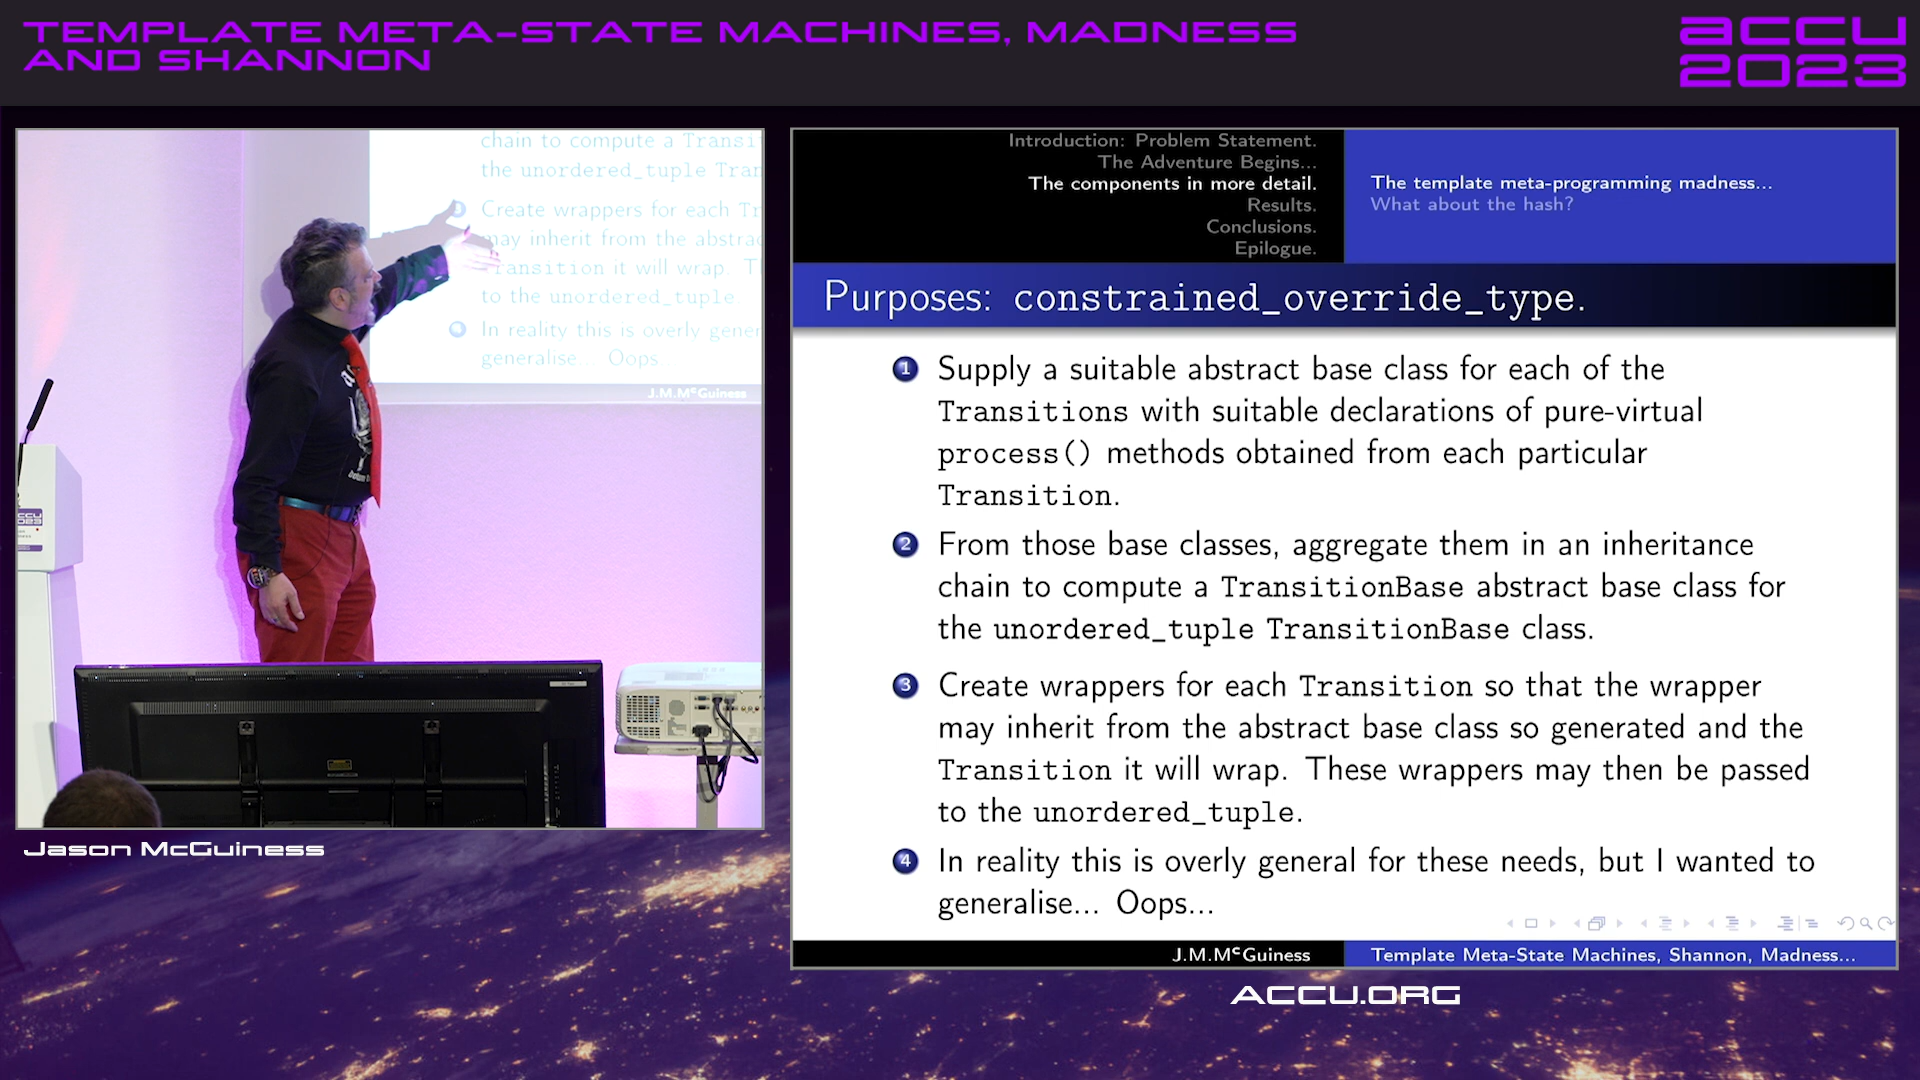 TEMPLATE META-STATE MACHINES, MADNESS
AND SHANNON
accu
2023
chain to compute a Transi
the unordered_tuple Tran
Create wrappers for each Tr
may inherit from the abstrac
Transition it will wrap. T
to the unordered_tuple.
In reality this is overly gener
generalise... Oops
J.M.McGuiness
ACCU
2023
Jason McGuiness
Introduction: Problem Statement.
The Adventure Begins...
The components in more detail.
Results.
Conclusions.
Epilogue.
The template meta-programming madness...
What about the hash?
Purposes: constrained_override_type.
1 Supply a suitable abstract base class for each of the
Transitions with suitable declarations of pure-virtual
process() methods obtained from each particular
Transition.
2 From those base classes, aggregate them in an inheritance
chain to compute a TransitionBase abstract base class for
the unordered_tuple TransitionBase class.
3 Create wrappers for each Transition so that the wrapper
may inherit from the abstract base class so generated and the
Transition it will wrap. These wrappers may then be passed
to the unordered_tuple.
4 In reality this is overly general for these needs, but I wanted to
generalise... Oops...
J.M.McGuiness
Template Meta-State Machines, Shannon, Madness...
ACCU.ORG